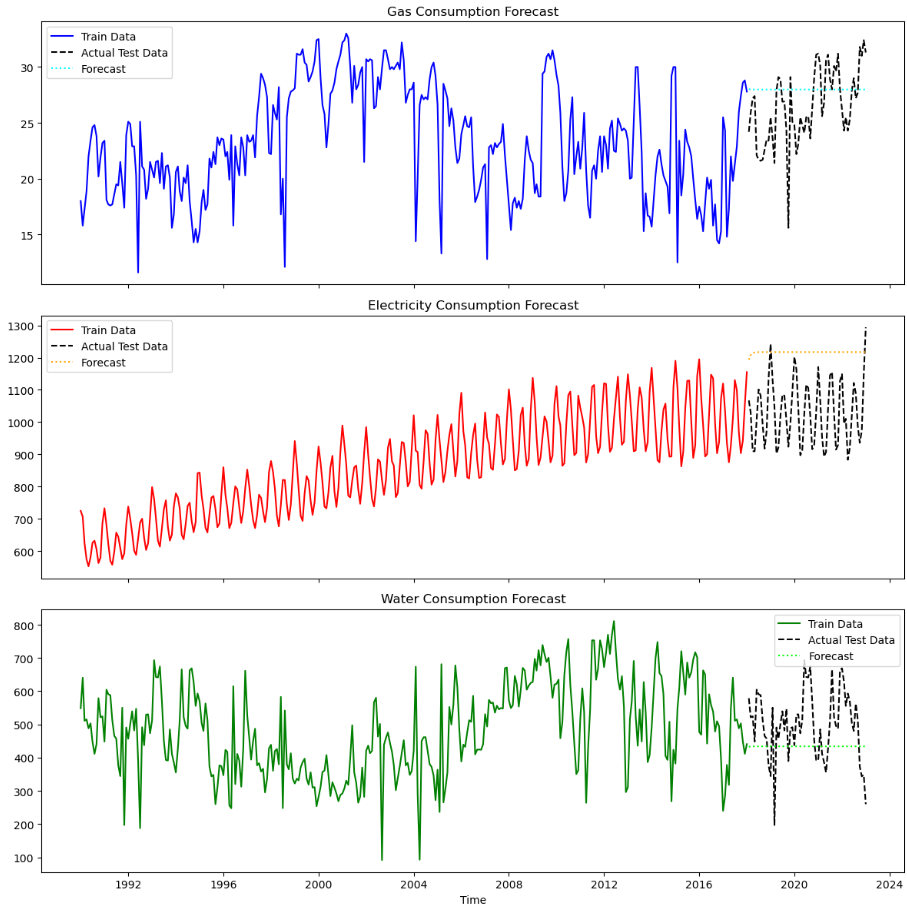 Gas Consumption Forecast
Train Data
Actual Test Data
Forecast
30
25
20
15
Electricity Consumption Forecast
Train Data
Actual Test Data
Forecast
1300
1200
1100
1000
900
800
700
600
Water Consumption Forecast
Train Data
Actual Test Data
Forecast
800
700
600
500
400
300
200
100
1992 1996 2000 2004 2008 2012 2016 2020 2024
Time